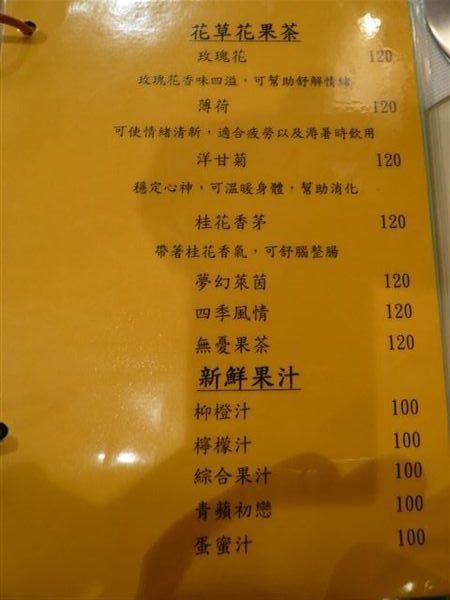 花草花果茶
玫瑰花 120
玫瑰花香味四溢，可幫助舒解情緒
薄荷 120
可使情緒清新，適合疲勞以及溽暑時飲用
洋甘菊 120
穩定心神，可溫暖身體，幫助消化
桂花香茅 120
帶著桂花香氣，可舒腦整腸
夢幻萊茵 120
四季風情 120
無憂果茶 120
新鮮果汁
柳橙汁 100
檸檬汁 100
綜合果汁 100
青蘋初戀 100
蛋蜜汁 100